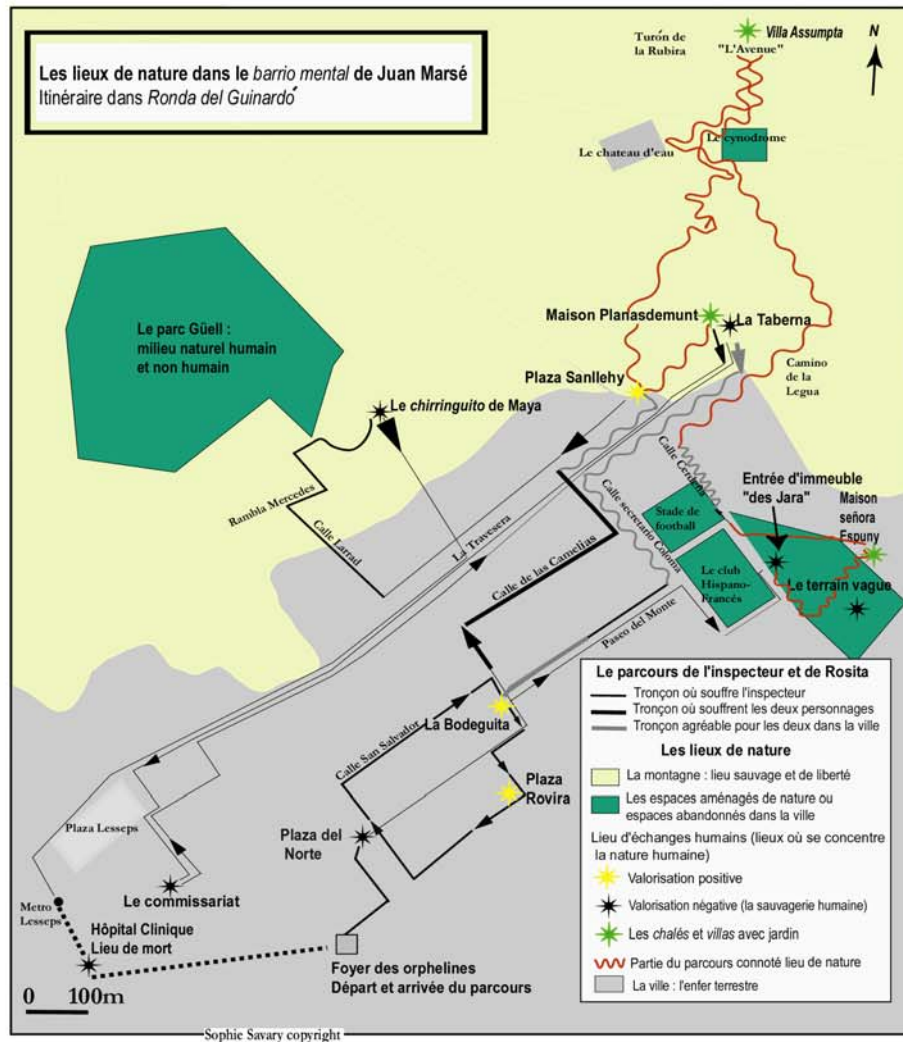 Les lieux de nature dans le barrio mental de Juan Marsé
Itinéraire dans Ronda del Guinardó
Turón de
la Rubira
Villa Assumpta
"L'Avenue"
N
Le cynodrome
Le chateau d'eau
Le parc Güell :
milieu naturel humain
et non humain
Maison Planasdemunt
La Taberna
Plaza Sanllehy
Camino
de la
Legua
Le chirringuito de Maya
Rambla Mercedes
Calle Larrad
La Travesera
Calle Cerdeña
Entrée d'immeuble
"des Jara"
Maison
señora
Espuny
Stade de
football
Calle secretario Coloma
Calle de las Camelias
Le club
Hispano-
Francés
Le terrain vague
Paseo del Monte
La Bodeguita
Calle San Salvador
Plaza
Rovira
Plaza del
Norte
Plaza Lesseps
Le commissariat
Metro
Lesseps
Hôpital Clinique
Lieu de mort
Foyer des orphelines
Départ et arrivée du parcours
0 100m
Le parcours de l'inspecteur et de Rosita
Tronçon où souffre l'inspecteur
Tronçon où souffrent les deux personnages
Tronçon agréable pour les deux dans la ville
Les lieux de nature
La montagne : lieu sauvage et de liberté
Les espaces aménagés de nature ou
espaces abandonnés dans la ville
Lieu d'échanges humains (lieux où se concentre
la nature humaine)
Valorisation positive
Valorisation négative (la sauvagerie humaine)
Les chalés et villas avec jardin
Partie du parcours connoté lieu de nature
La ville : l'enfer terrestre
Sophie Savary copyright